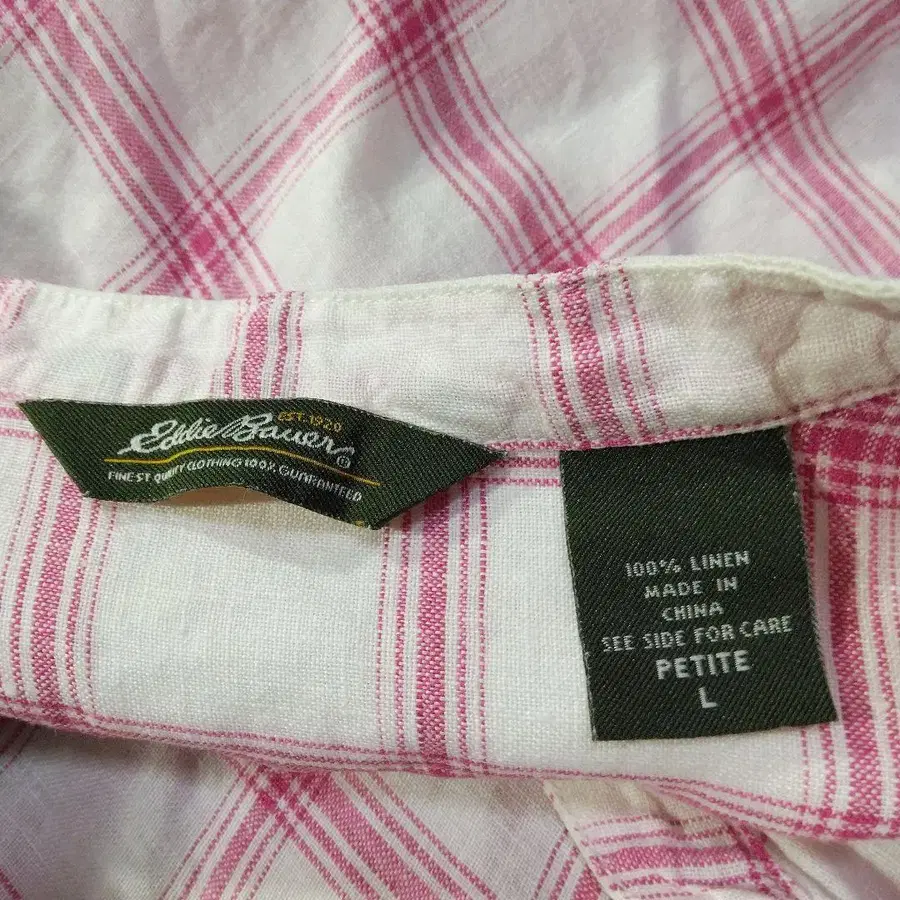 EST. 1920
Eddie Bauer®
FINEST QUALITY CLOTHING 100% GUARANTEED
100% LINEN
MADE IN
CHINA
SEE SIDE FOR CARE
PETITE
L